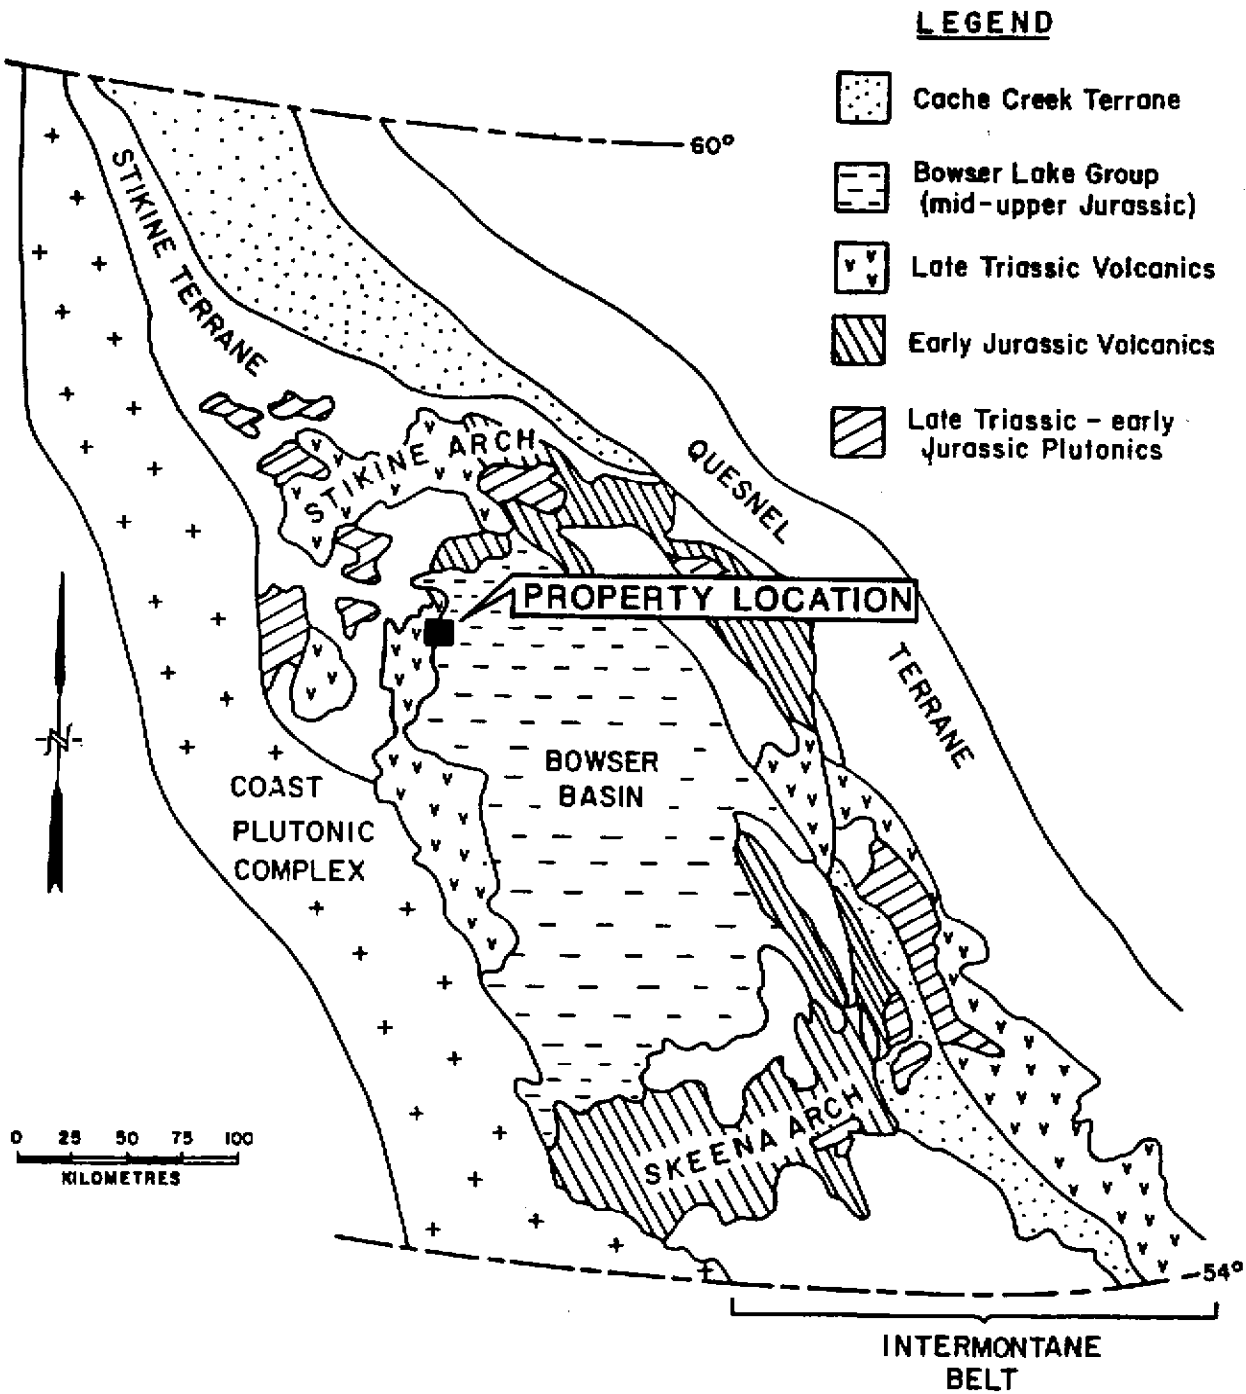 LEGEND
Cache Creek Terrane
Bowser Lake Group
(mid-upper Jurassic)
Late Triassic Volcanics
Early Jurassic Volcanics
Late Triassic - early
Jurassic Plutonics
60°
STIKINE TERRANE
STIKINE ARCH
QUESNEL
TERRANE
PROPERTY LOCATION
N
BOWSER
BASIN
COAST
PLUTONIC
COMPLEX
SKEENA ARCH
0 25 50 75 100
KILOMETRES
54°
INTERMONTANE
BELT